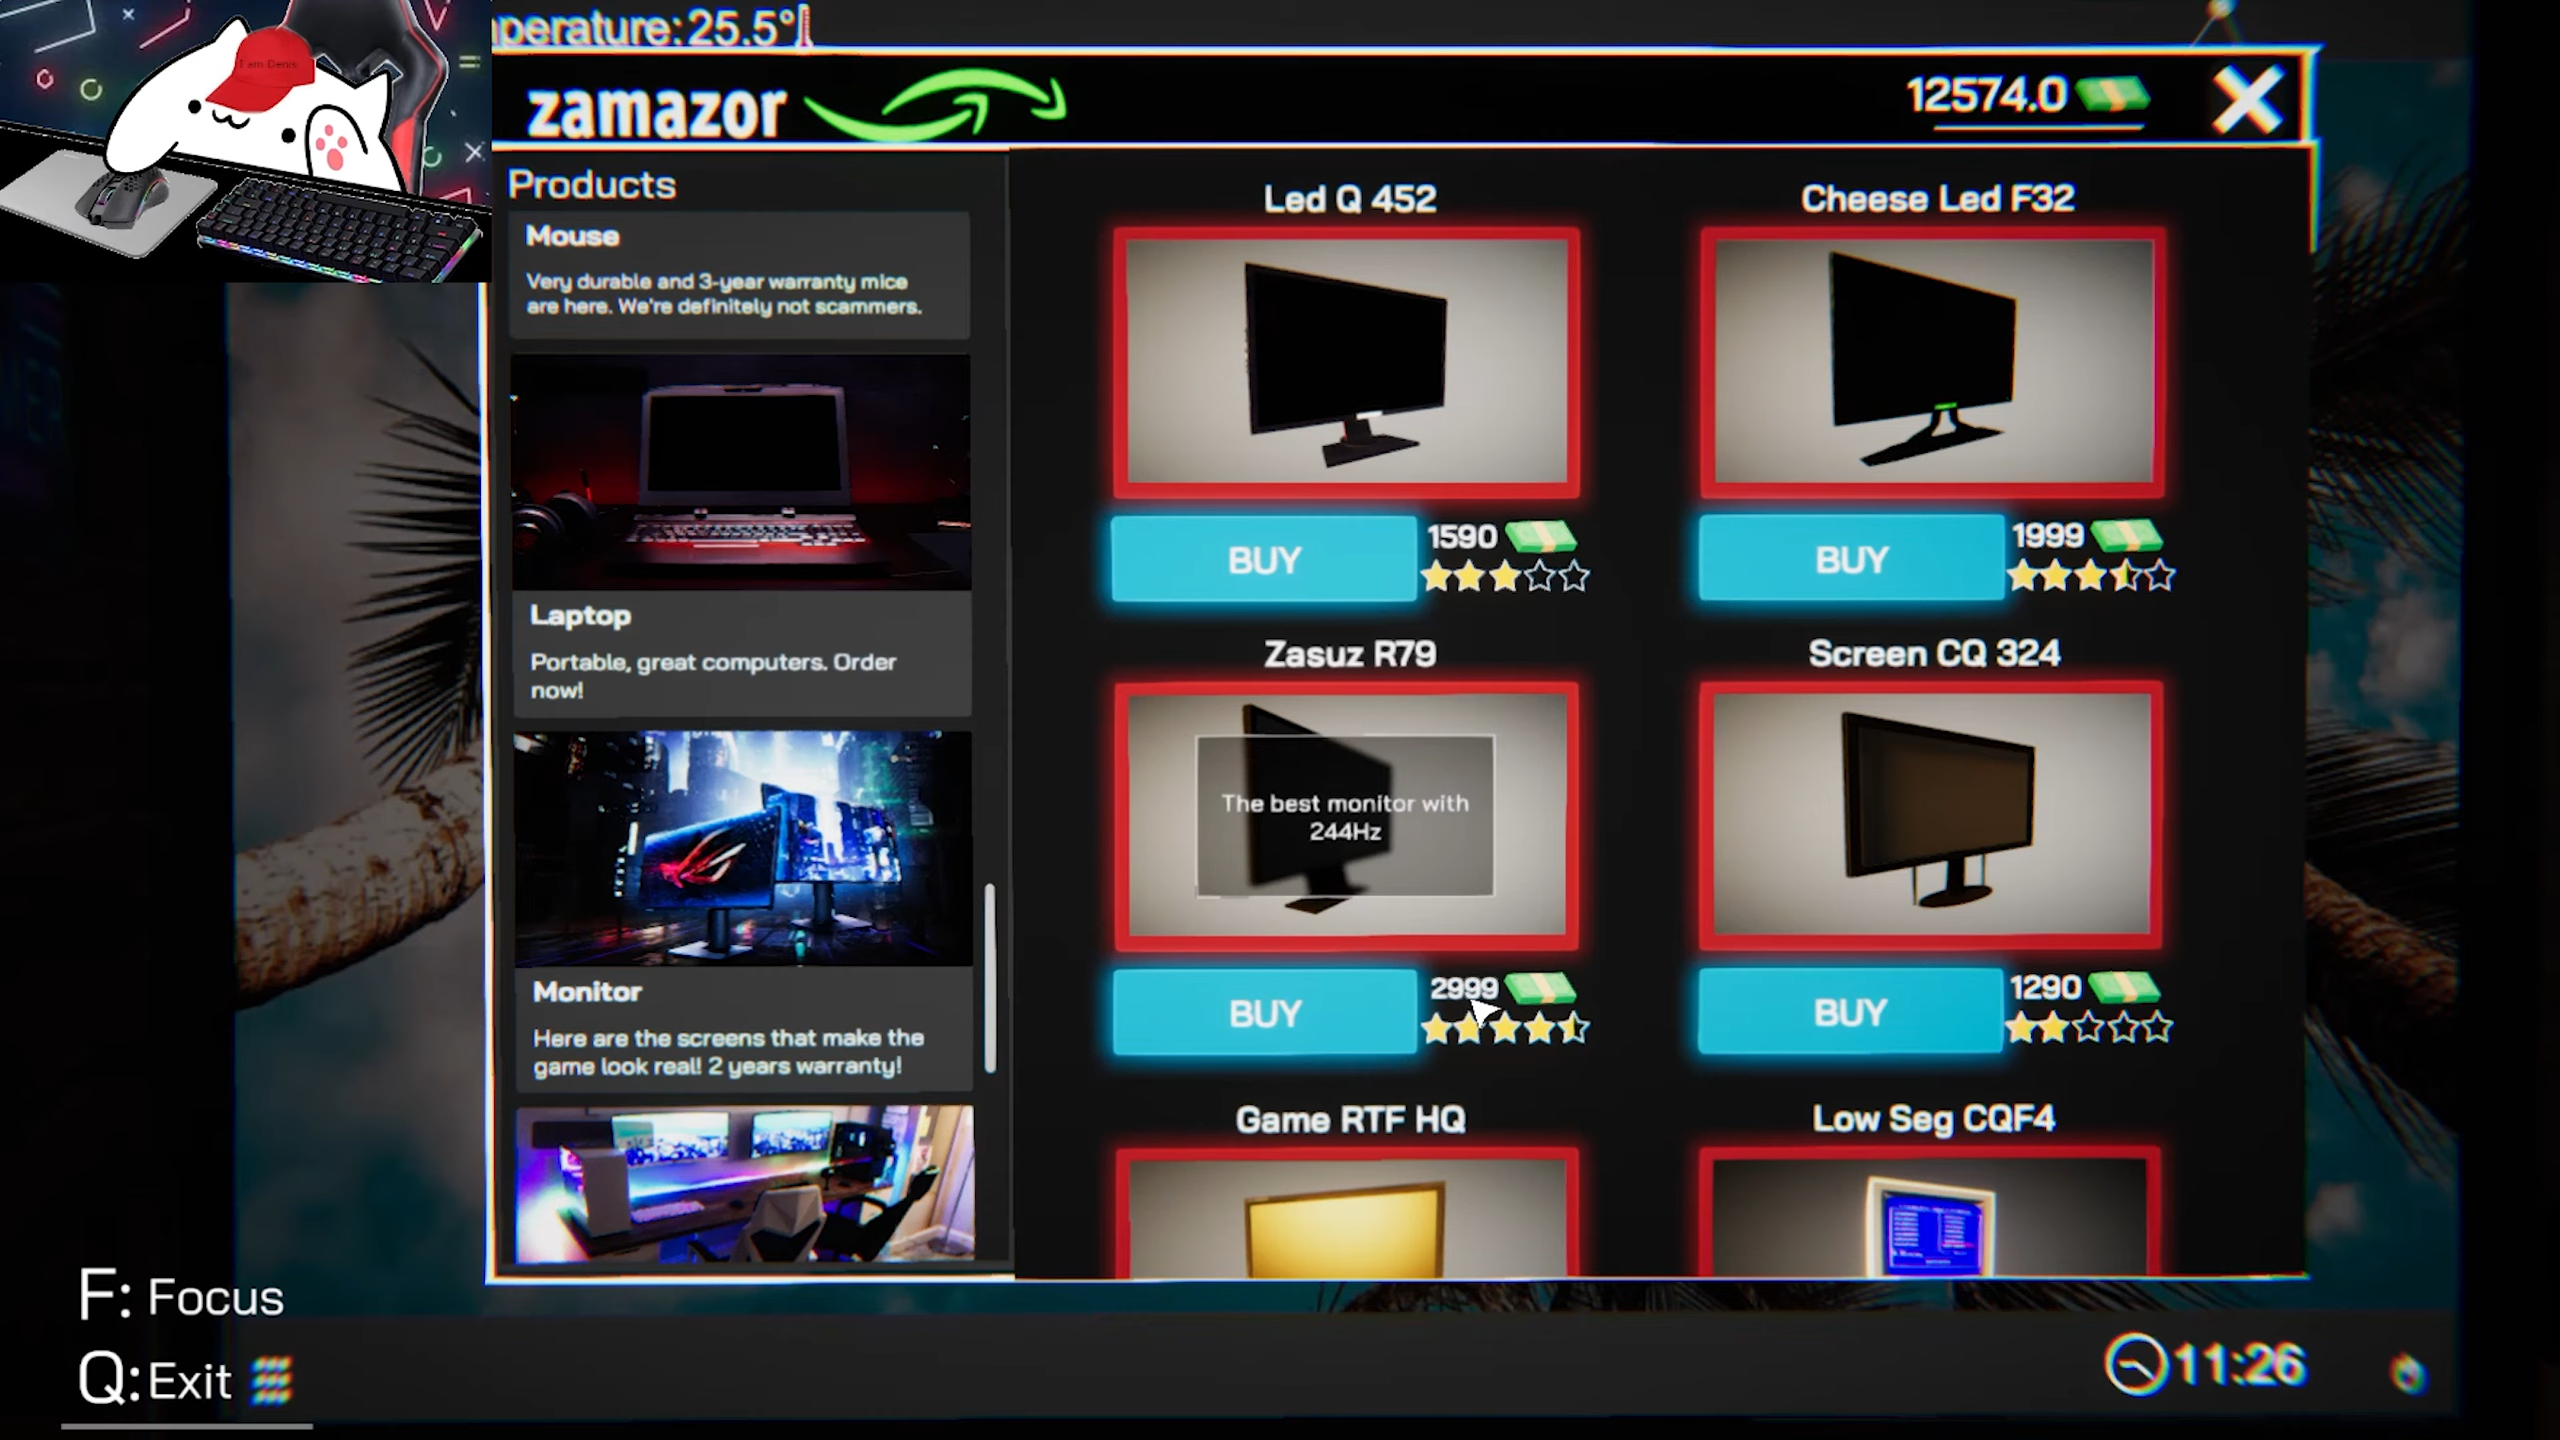 perature:25.5°
I am Denis
zamazor
12574.0
Products
Mouse
Very durable and 3-year warranty mice
are here. We're definitely not scammers.
Laptop
Portable, great computers. Order
now!
Monitor
Here are the screens that make the
game look real! 2 years warranty!
Led Q 452
BUY
1590
Cheese Led F32
BUY
1999
Zasuz R79
The best monitor with
244Hz
BUY
2999
Screen CQ 324
BUY
1290
Game RTF HQ
Low Seg CQF4
F: Focus
Q: Exit
11:26